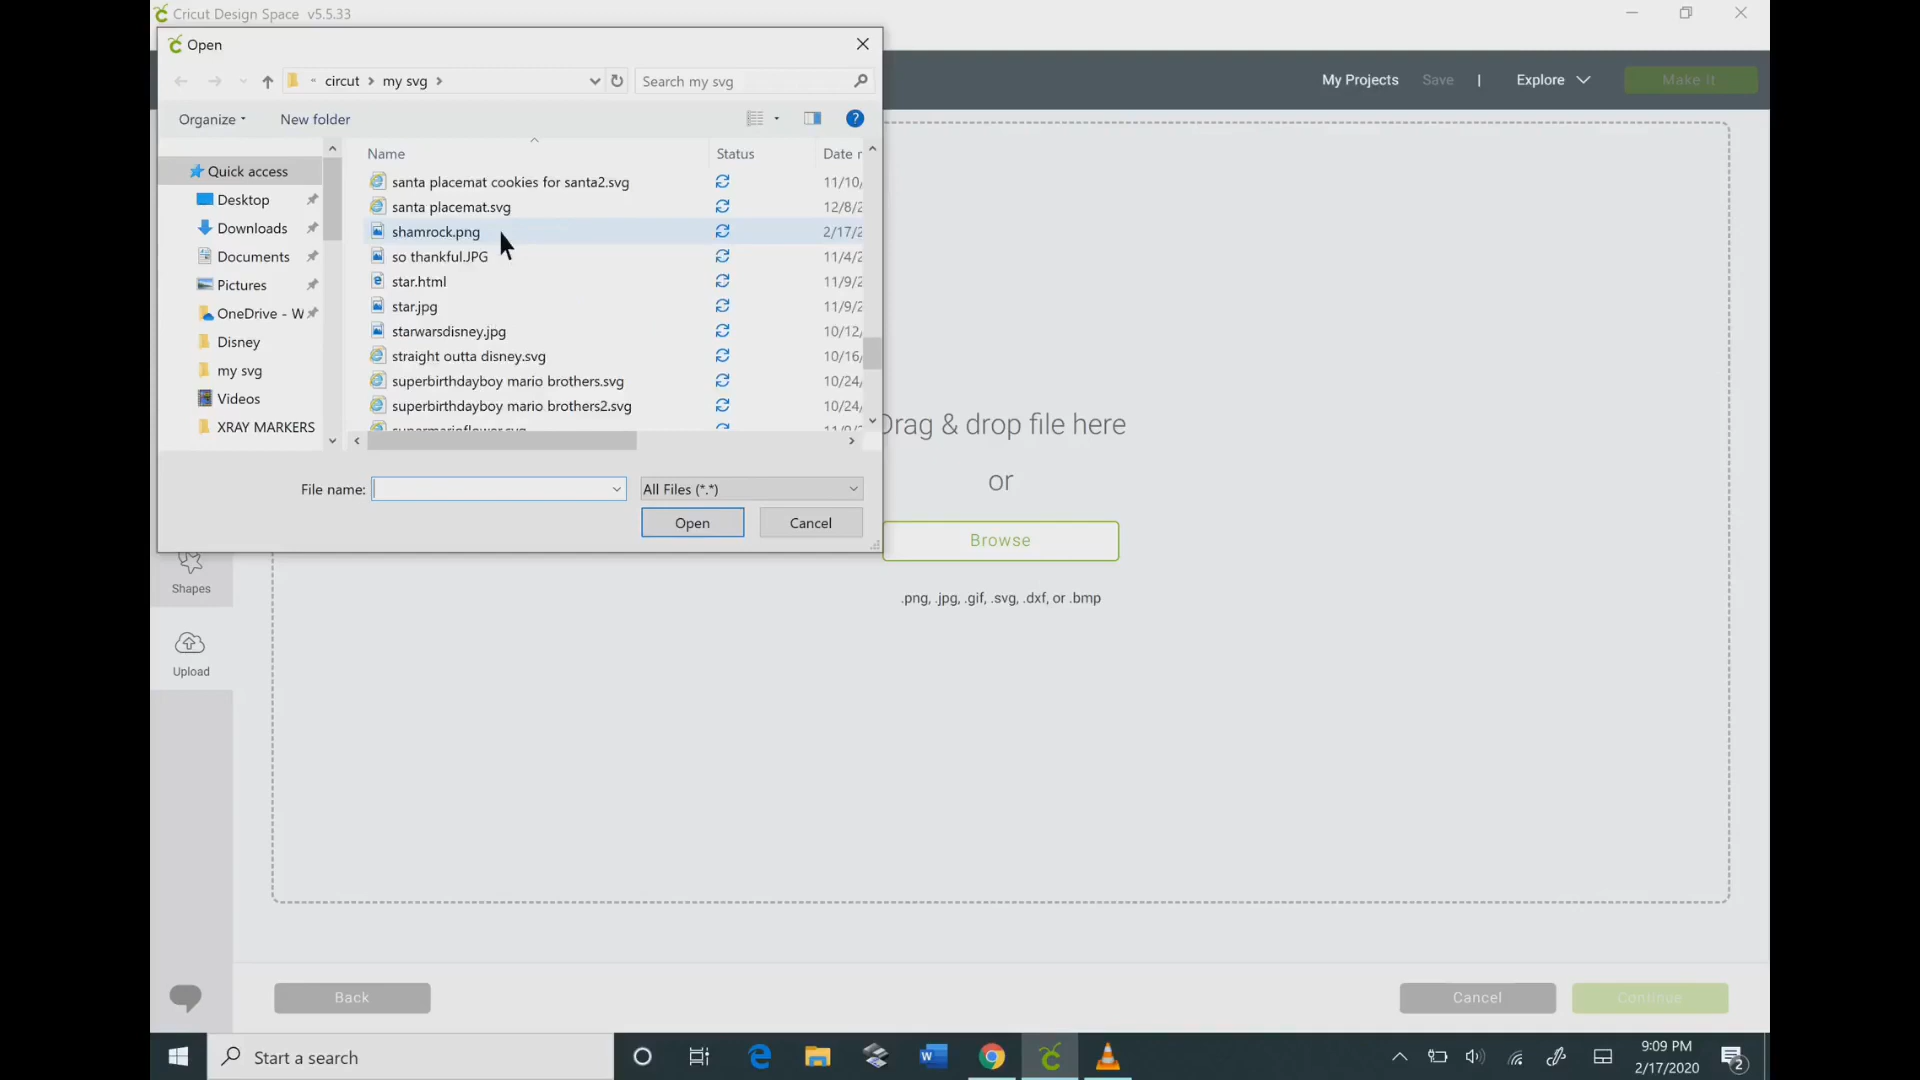 Cricut Design Space v5.5.33
Open
« circut > my svg >
Search my svg
My Projects
Save
|
Explore
Make It
Organize
New folder
Name
Status
Date r
Quick access
Desktop
Downloads
Documents
Pictures
OneDrive - W
Disney
my svg
Videos
XRAY MARKERS
santa placemat cookies for santa2.svg
11/10/
santa placemat.svg
12/8/2
shamrock.png
2/17/2
so thankful.JPG
11/4/2
star.html
11/9/2
star.jpg
11/9/2
starwarsdisney.jpg
10/12/
straight outta disney.svg
10/16/
superbirthdayboy mario brothers.svg
10/24/
superbirthdayboy mario brothers2.svg
10/24/
supermarioflower.svg
11/9/2
File name:
All Files (*.*)
Open
Cancel
Drag & drop file here
or
Browse
.png, .jpg, .gif, .svg, .dxf, or .bmp
Shapes
Upload
Back
Cancel
Continue
Start a search
9:09 PM
2/17/2020
2